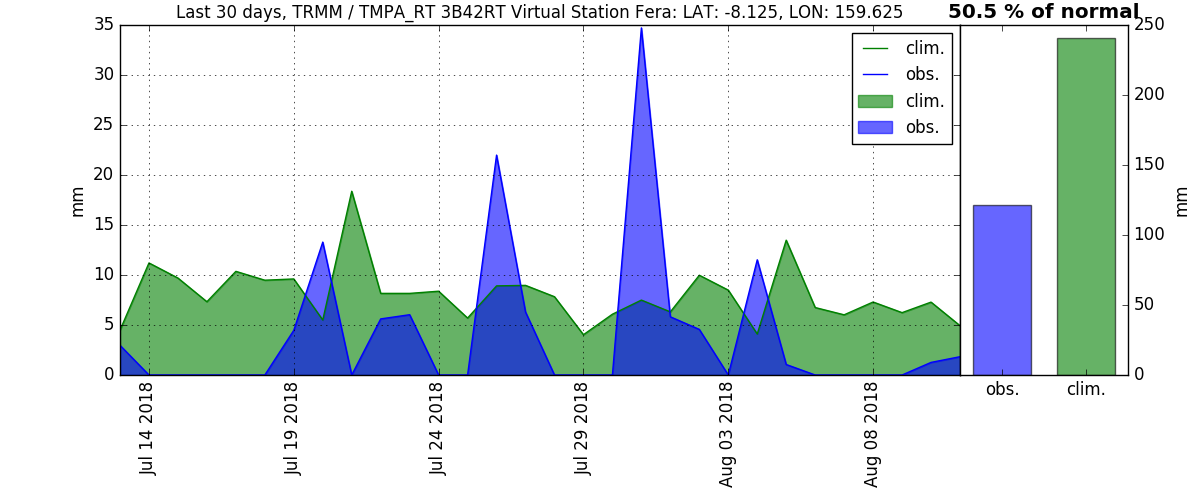 Last 30 days, TRMM / TMPA_RT 3B42RT Virtual Station Fera: LAT: -8.125, LON: 159.625
50.5 % of normal
35
30
25
20
15
10
5
0
mm
clim.
obs.
clim.
obs.
250
200
150
100
50
0
mm
obs.
clim.
Jul 14 2018
Jul 19 2018
Jul 24 2018
Jul 29 2018
Aug 03 2018
Aug 08 2018